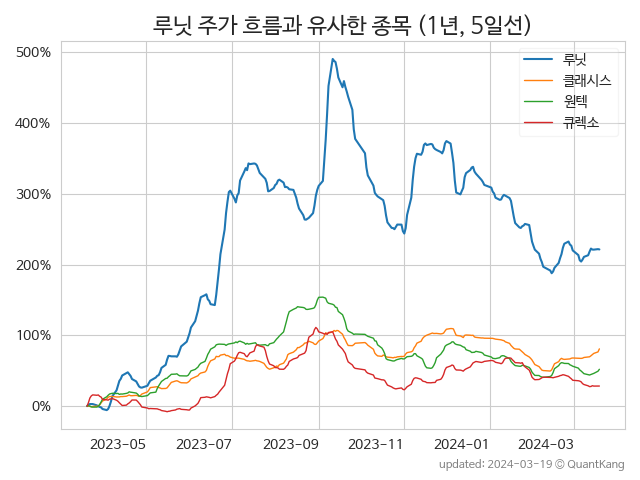 루닛 주가 흐름과 유사한 종목 (1년, 5일선)
루닛
클래시스
원텍
큐렉소
500%
400%
300%
200%
100%
0%
2023-05 2023-07 2023-09 2023-11 2024-01 2024-03
updated: 2024-03-19 © QuantKang